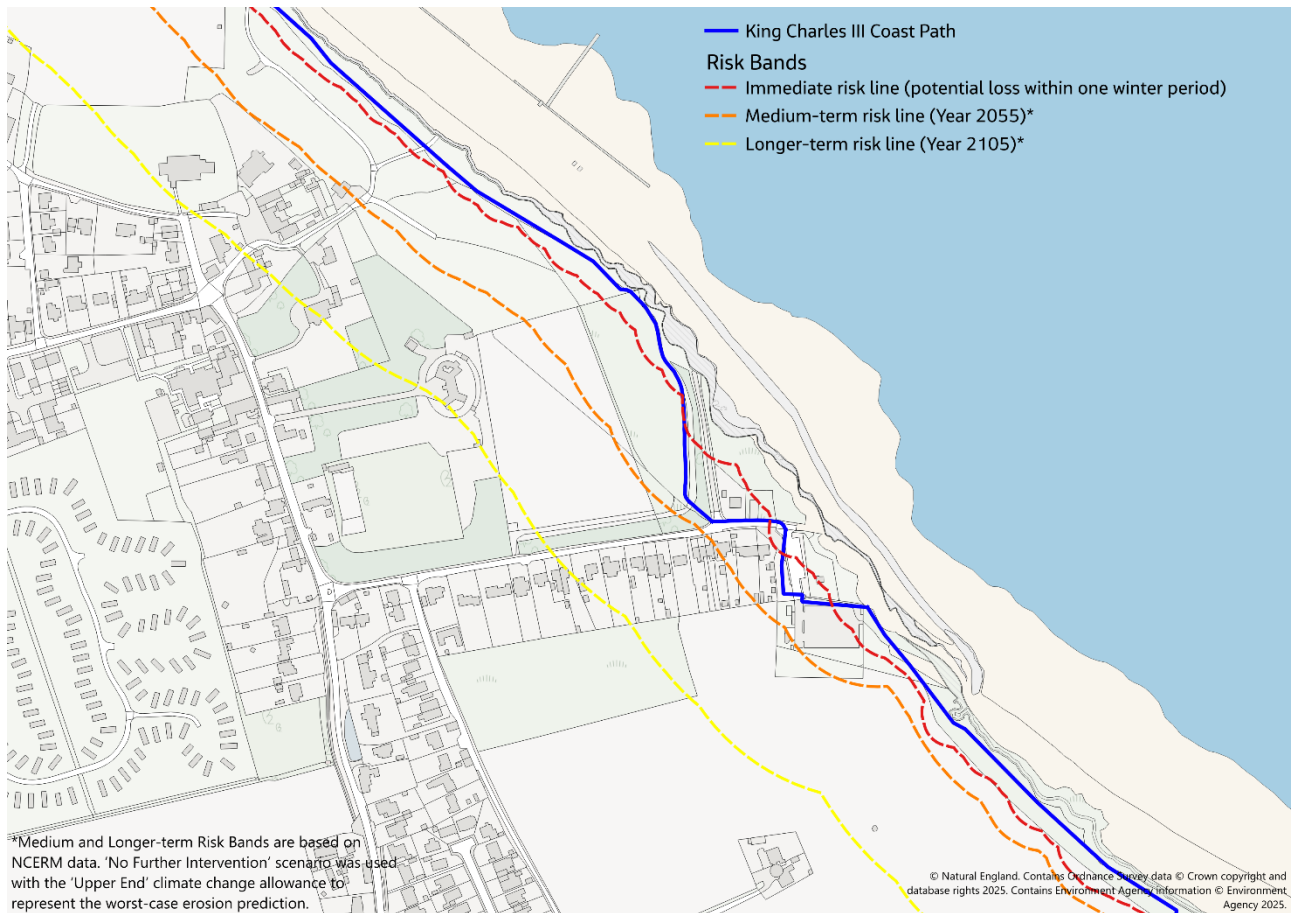 King Charles III Coast Path
Risk Bands
Immediate risk line (potential loss within one winter period)
Medium-term risk line (Year 2055)*
Longer-term risk line (Year 2105)*
*Medium and Longer-term Risk Bands are based on
NCERM data. 'No Further Intervention' scenario was used
with the 'Upper End' climate change allowance to
represent the worst-case erosion prediction.
© Natural England. Contains Ordnance Survey data © Crown copyright and
database rights 2025. Contains Environment Agency information © Environment
Agency 2025.